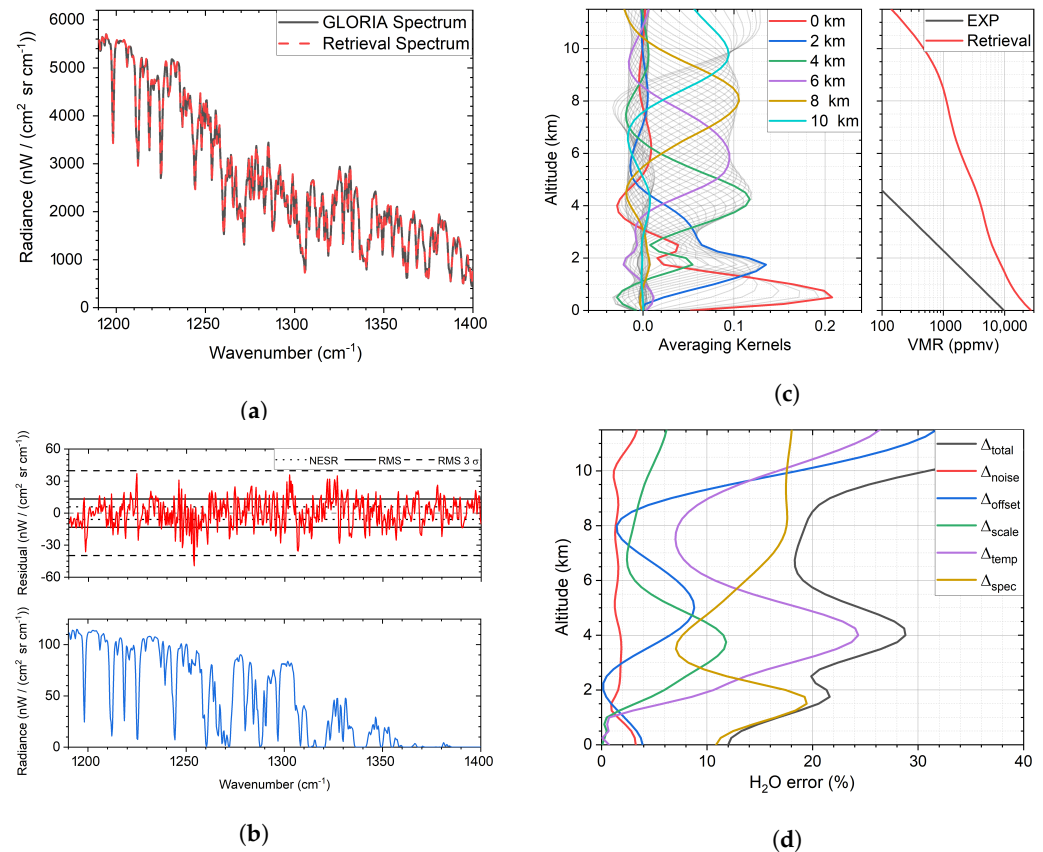 GLORIA Spectrum
Retrieval Spectrum
Radiance (nW / (cm² sr cm⁻¹))
6000
5000
4000
3000
2000
1000
0
1200 1250 1300 1350 1400
Wavenumber (cm⁻¹)
(a)
0 km
2 km
4 km
6 km
8 km
10 km
Altitude (km)
10
8
6
4
2
0
0.0 0.1 0.2
Averaging Kernels
EXP
Retrieval
100 1000 10,000
VMR (ppmv)
(c)
NESR RMS RMS 3 σ
Residual (nW / (cm² sr cm⁻¹))
60
30
0
-30
-60
1200 1250 1300 1350 1400
Radiance (nW / (cm² sr cm⁻¹))
100
50
0
1200 1250 1300 1350 1400
Wavenumber (cm⁻¹)
(b)
Δtotal
Δnoise
Δoffset
Δscale
Δtemp
Δspec
Altitude (km)
10
8
6
4
2
0
0 10 20 30 40
H₂O error (%)
(d)